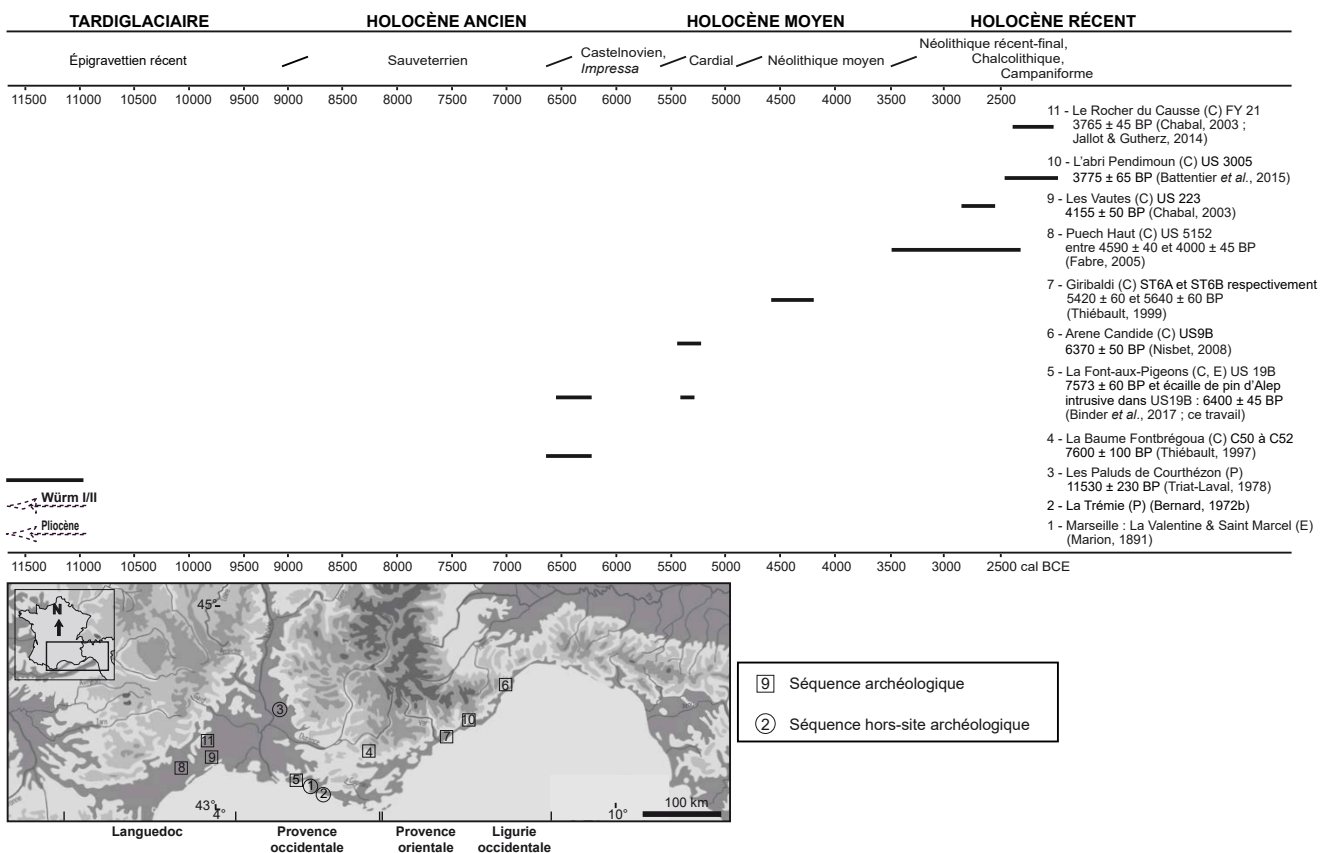 TARDIGLACIAIRE HOLOCÈNE ANCIEN HOLOCÈNE MOYEN HOLOCÈNE RÉCENT
Épigravettien récent
Sauveterrien
Castelnovien,
Impressa
Cardial
Néolithique moyen
Néolithique récent-final,
Chalcolithique,
Campaniforme
11500 11000 10000 9500 9000 8500 8000 7500 7000 6500 6000 5500 5000 4500 4000 3500 3000 2500
11 - Le Rocher du Causse (C) FY 21
3765 ± 45 BP (Chabal, 2003 ;
Jallot & Gutherz, 2014)
10 - L'abri Pendimoun (C) US 3005
3775 ± 65 BP (Battentier et al., 2015)
9 - Les Vautes (C) US 223
4155 ± 50 BP (Chabal, 2003)
8 - Puech Haut (C) US 5152
entre 4590 ± 40 et 4000 ± 45 BP
(Fabre, 2005)
7 - Giribaldi (C) ST6A et ST6B respectivement
5420 ± 60 et 5640 ± 60 BP
(Thiébault, 1999)
6 - Arene Candide (C) US9B
6370 ± 50 BP (Nisbet, 2008)
5 - La Font-aux-Pigeons (C, E) US 19B
7573 ± 60 BP et écaille de pin d'Alep
intrusive dans US19B : 6400 ± 45 BP
(Binder et al., 2017 ; ce travail)
4 - La Baume Fontbrégoua (C) C50 à C52
7600 ± 100 BP (Thiébault, 1997)
3 - Les Paluds de Courthézon (P)
11530 ± 230 BP (Triat-Laval, 1978)
Würm I/II
2 - La Trémie (P) (Bernard, 1972b)
Pliocène
1 - Marseille : La Valentine & Saint Marcel (E)
(Marion, 1891)
11500 11000 10000 9500 9000 8500 8000 7500 7000 6500 6000 5500 5000 4500 4000 3500 3000 2500 cal BCE
N
45°
6
3
10
11
7
9
4
8
5
1
2
43°
4°
10°
100 km
Languedoc
Provence
occidentale
Provence
orientale
Ligurie
occidentale
9 Séquence archéologique
2 Séquence hors-site archéologique